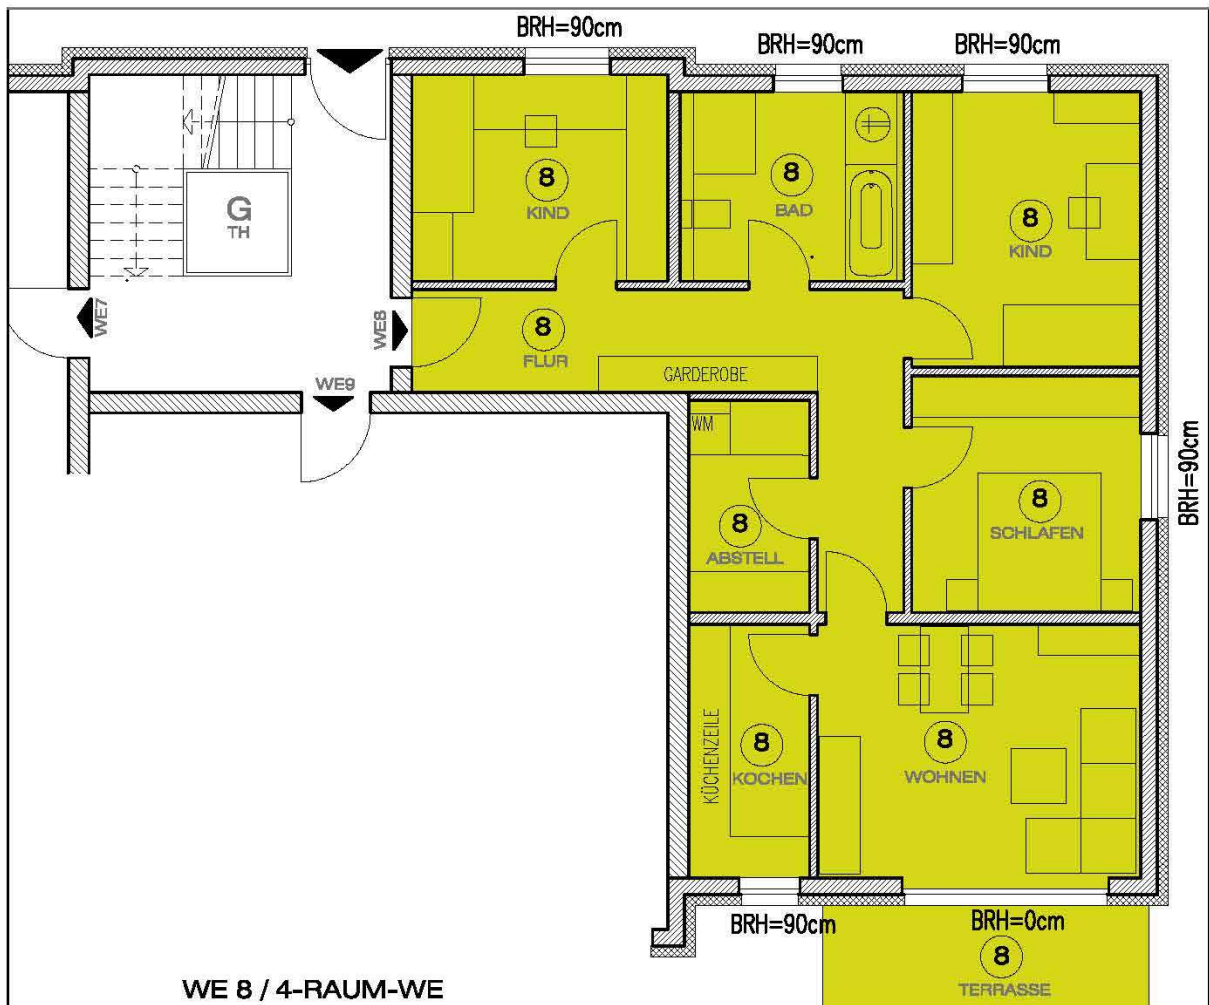 BRH=90cm
BRH=90cm
BRH=90cm
8
KIND
8
BAD
8
KIND
G
TH
WE7
WE8
8
FLUR
GARDEROBE
WE9
WM
8
ABSTELL
8
SCHLAFEN
BRH=90cm
KÜCHENZEILE
8
KOCHEN
8
WOHNEN
BRH=90cm
BRH=0cm
8
TERRASSE
WE 8 / 4-RAUM-WE